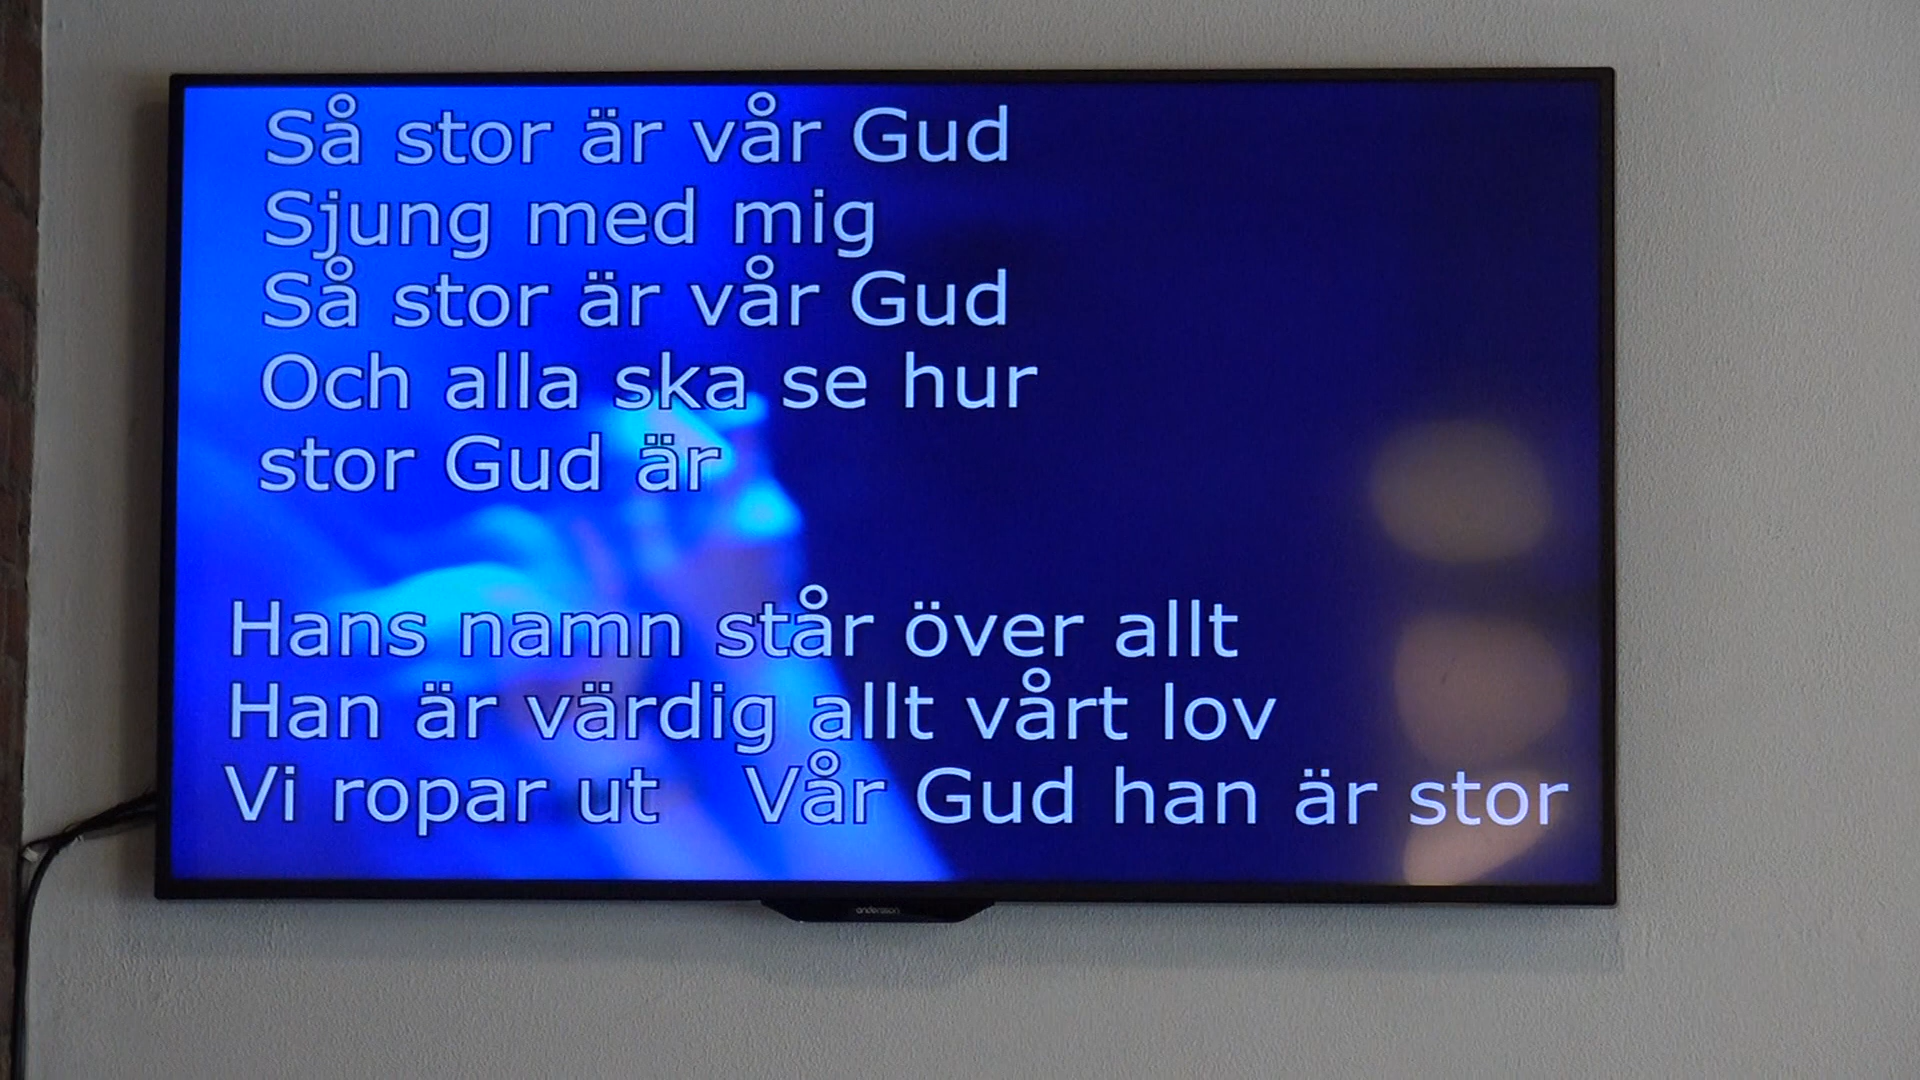 Så stor är vår Gud
Sjung med mig
Så stor är vår Gud
Och alla ska se hur
stor Gud är
Hans namn står över allt
Han är värdig allt vårt lov
Vi ropar ut Vår Gud han är stor
andersson